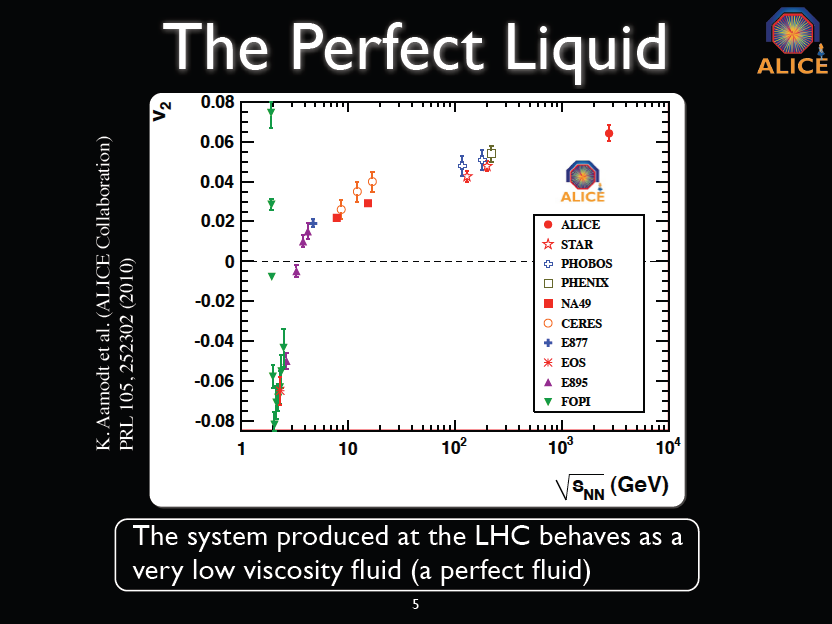 The Perfect Liquid
ALICE
K. Aamodt et al. (ALICE Collaboration)
PRL 105, 252302 (2010)
v2
0.08
0.06
0.04
0.02
0
-0.02
-0.04
-0.06
-0.08
1
10
10²
10³
10⁴
√sNN (GeV)
ALICE
ALICE
STAR
PHOBOS
PHENIX
NA49
CERES
E877
EOS
E895
FOPI
The system produced at the LHC behaves as a
very low viscosity fluid (a perfect fluid)
5